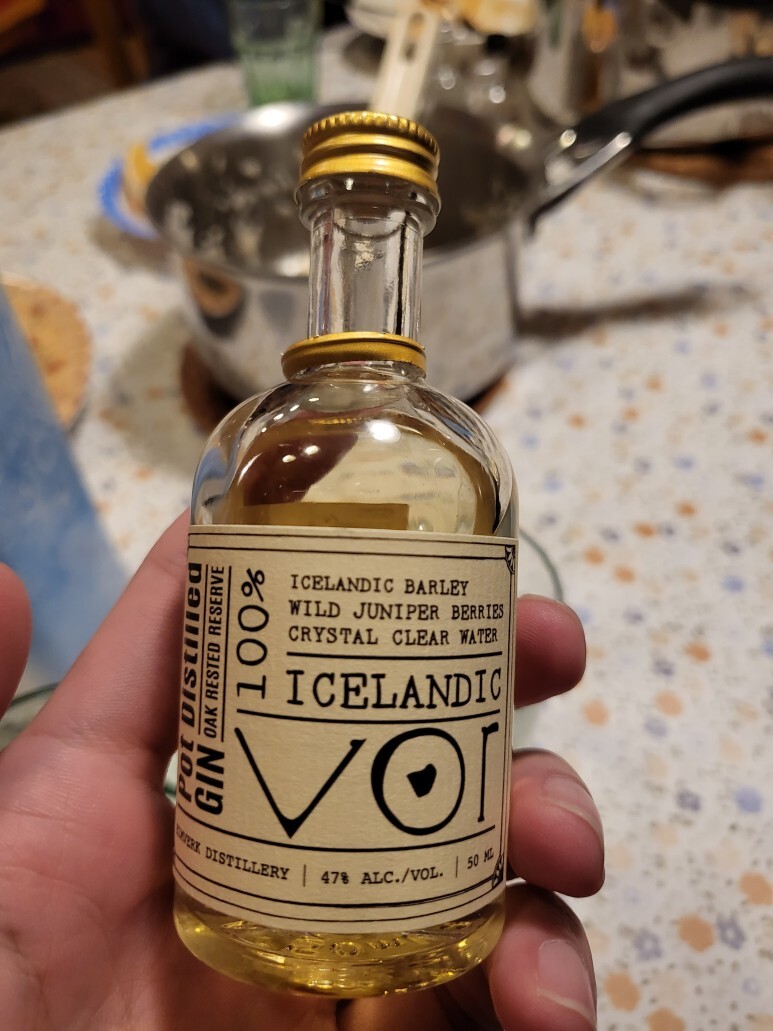 Pot Distilled
GIN OAK RESTED RESERVE
100%
ICELANDIC BARLEY
WILD JUNIPER BERRIES
CRYSTAL CLEAR WATER
ICELANDIC
vor
DISTILLERY | 47% ALC./VOL. | 50 ML